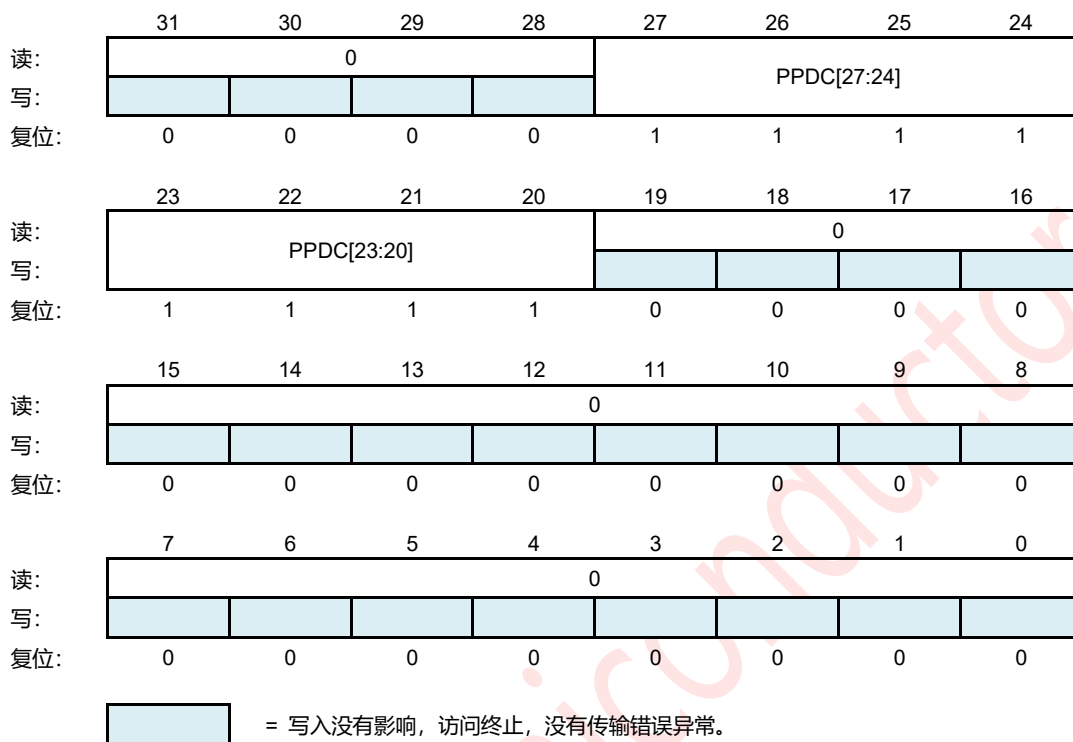 31 30 29 28 27 26 25 24
读: 0 PPDC[27:24]
写:
复位: 0 0 0 0 1 1 1 1
23 22 21 20 19 18 17 16
读: PPDC[23:20] 0
写:
复位: 1 1 1 1 0 0 0 0
15 14 13 12 11 10 9 8
读: 0
写:
复位: 0 0 0 0 0 0 0 0
7 6 5 4 3 2 1 0
读: 0
写:
复位: 0 0 0 0 0 0 0 0
= 写入没有影响，访问终止，没有传输错误异常。